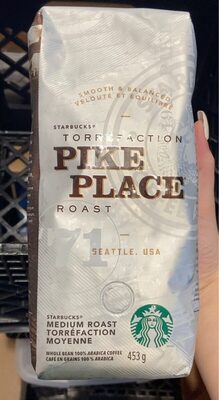 SMOOTH & BALANCED
VELOUTÉ ET ÉQUILIBRÉ
STARBUCKS®
TORRÉFACTION
PIKE
PLACE
ROAST
SEATTLE, USA
STARBUCKS®
MEDIUM ROAST
TORRÉFACTION
MOYENNE
WHOLE BEAN 100% ARABICA COFFEE
CAFÉ EN GRAINS 100 % ARABICA
453 g